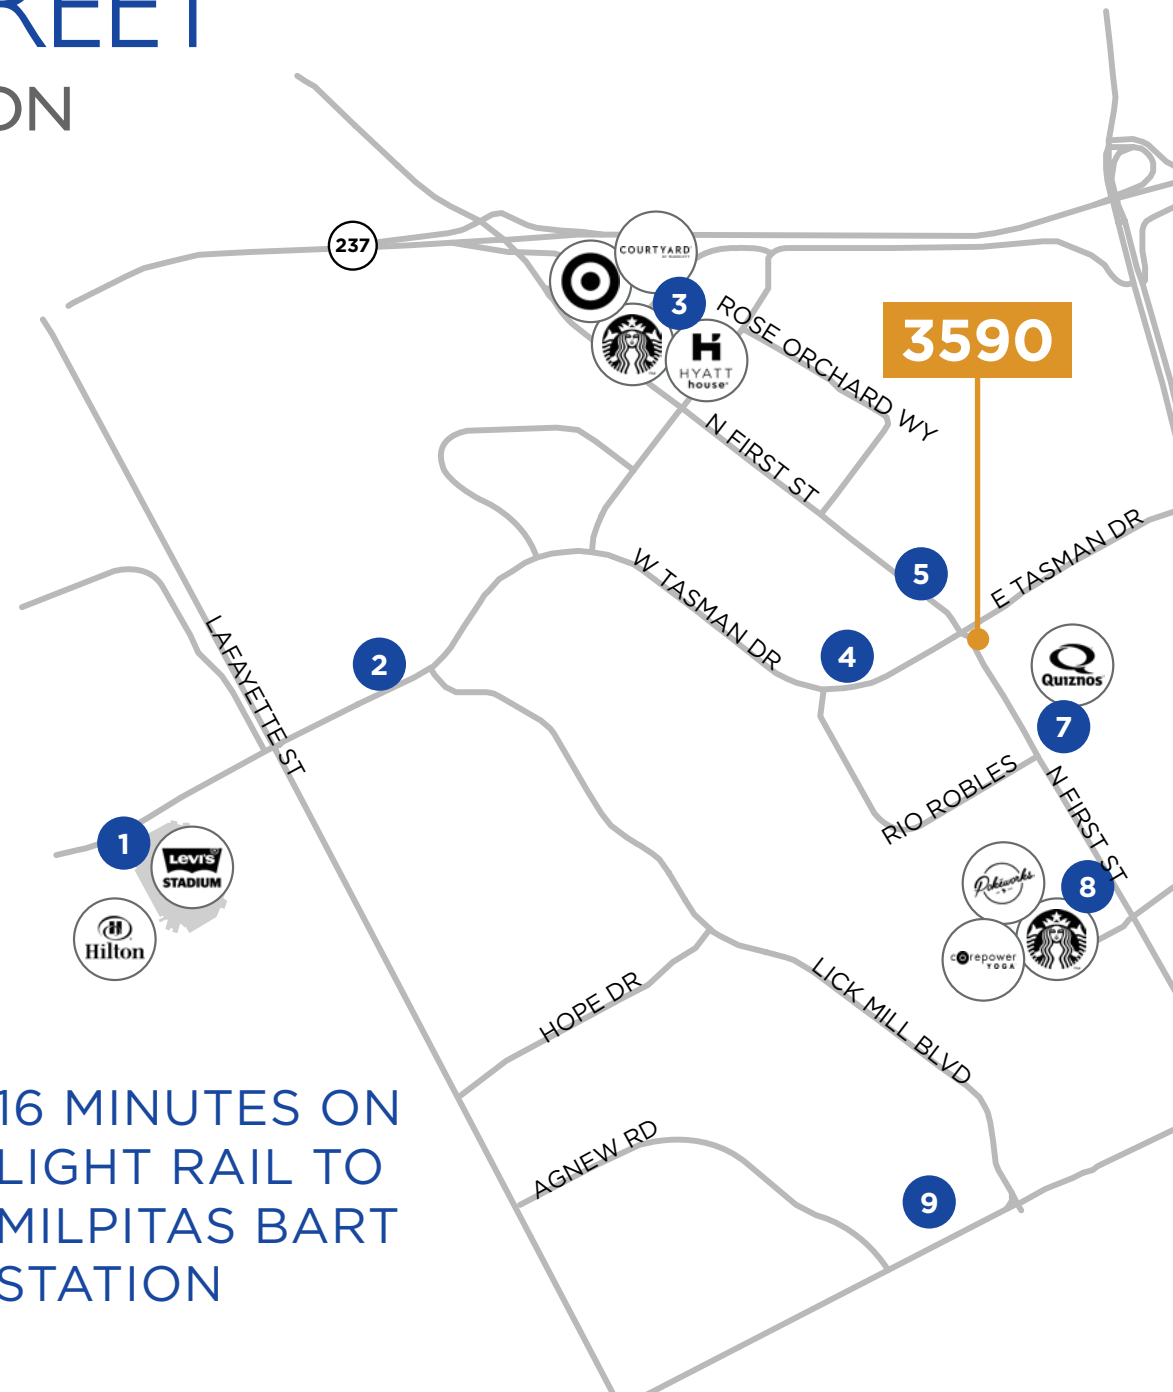 REET
ON
237
COURTYARD
3
HYATT
house
ROSE ORCHARD WY
3590
N FIRST ST
5
E TASMAN DR
W TASMAN DR
4
2
LAFAYETTE ST
QUIZNOS
7
RIO ROBLES
N FIRST ST
1
LEVI'S
STADIUM
Hilton
Pokéworks
8
corepower
YOGA
HOPE DR
LICK MILL BLVD
16 MINUTES ON
LIGHT RAIL TO
MILPITAS BART
STATION
AGNEW RD
9